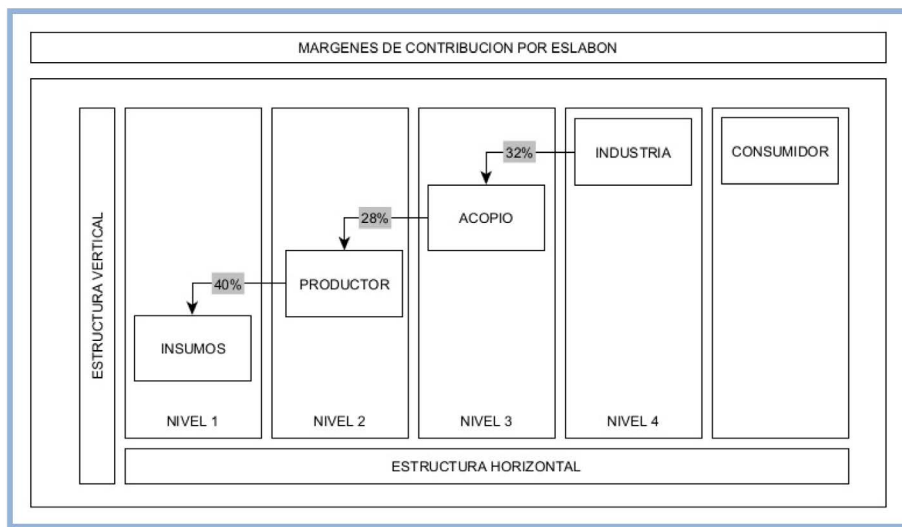 MARGENES DE CONTRIBUCION POR ESLABON
ESTRUCTURA VERTICAL
INDUSTRIA
CONSUMIDOR
32%
ACOPIO
28%
PRODUCTOR
40%
INSUMOS
NIVEL 1
NIVEL 2
NIVEL 3
NIVEL 4
ESTRUCTURA HORIZONTAL